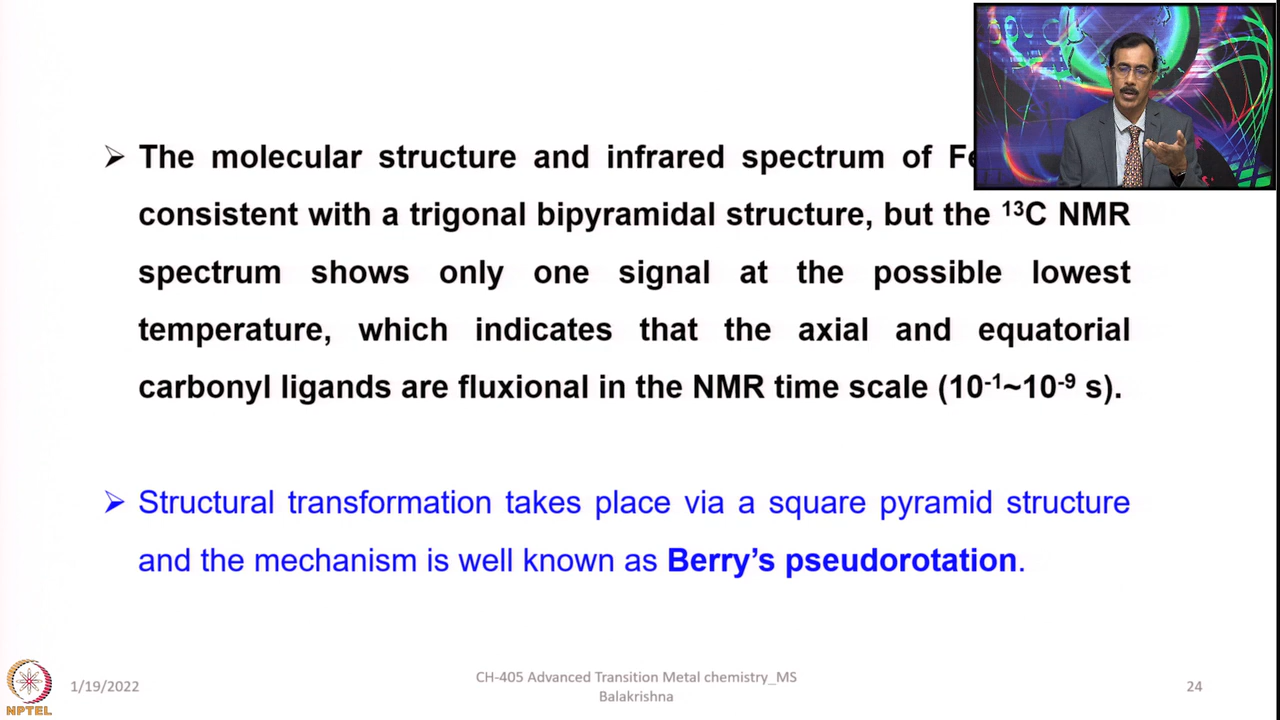 ➢ The molecular structure and infrared spectrum of Fe
consistent with a trigonal bipyramidal structure, but the ¹³C NMR
spectrum shows only one signal at the possible lowest
temperature, which indicates that the axial and equatorial
carbonyl ligands are fluxional in the NMR time scale (10⁻¹~10⁻⁹ s).
➢ Structural transformation takes place via a square pyramid structure
and the mechanism is well known as Berry’s pseudorotation.
NPTEL
1/19/2022
CH-405 Advanced Transition Metal chemistry_MS
Balakrishna
24